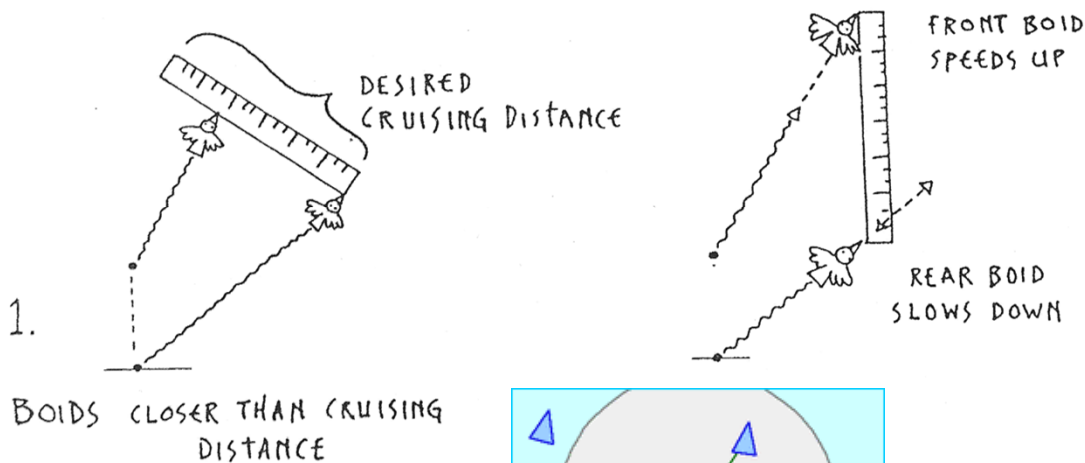 DESIRED
CRUISING DISTANCE
FRONT BOID
SPEEDS UP
REAR BOID
SLOWS DOWN
1.
BOIDS CLOSER THAN CRUISING
DISTANCE